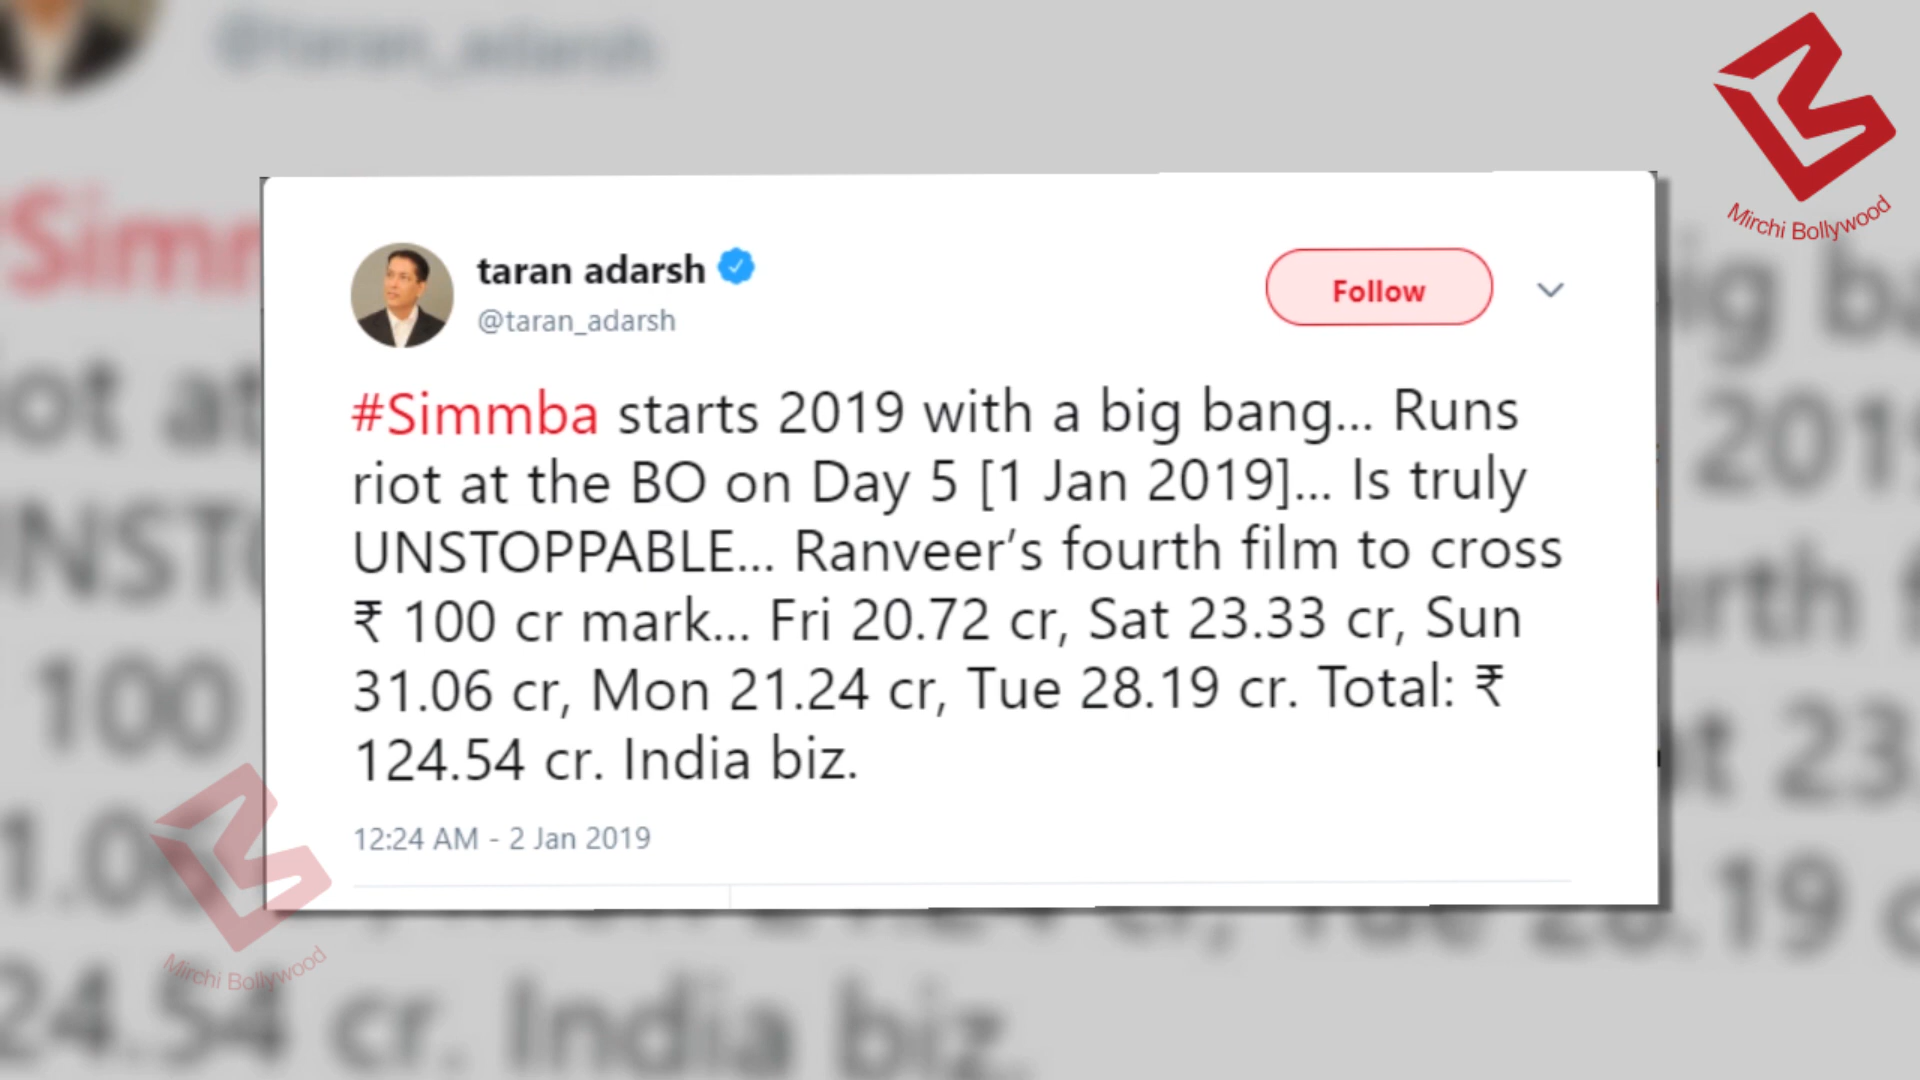 @taran_adarsh
Mirchi Bollywood
taran adarsh
@taran_adarsh
Follow
#Simmba starts 2019 with a big bang... Runs
riot at the BO on Day 5 [1 Jan 2019]... Is truly
UNSTOPPABLE... Ranveer’s fourth film to cross
₹ 100 cr mark... Fri 20.72 cr, Sat 23.33 cr, Sun
31.06 cr, Mon 21.24 cr, Tue 28.19 cr. Total: ₹
124.54 cr. India biz.
12:24 AM - 2 Jan 2019
Mirchi Bollywood